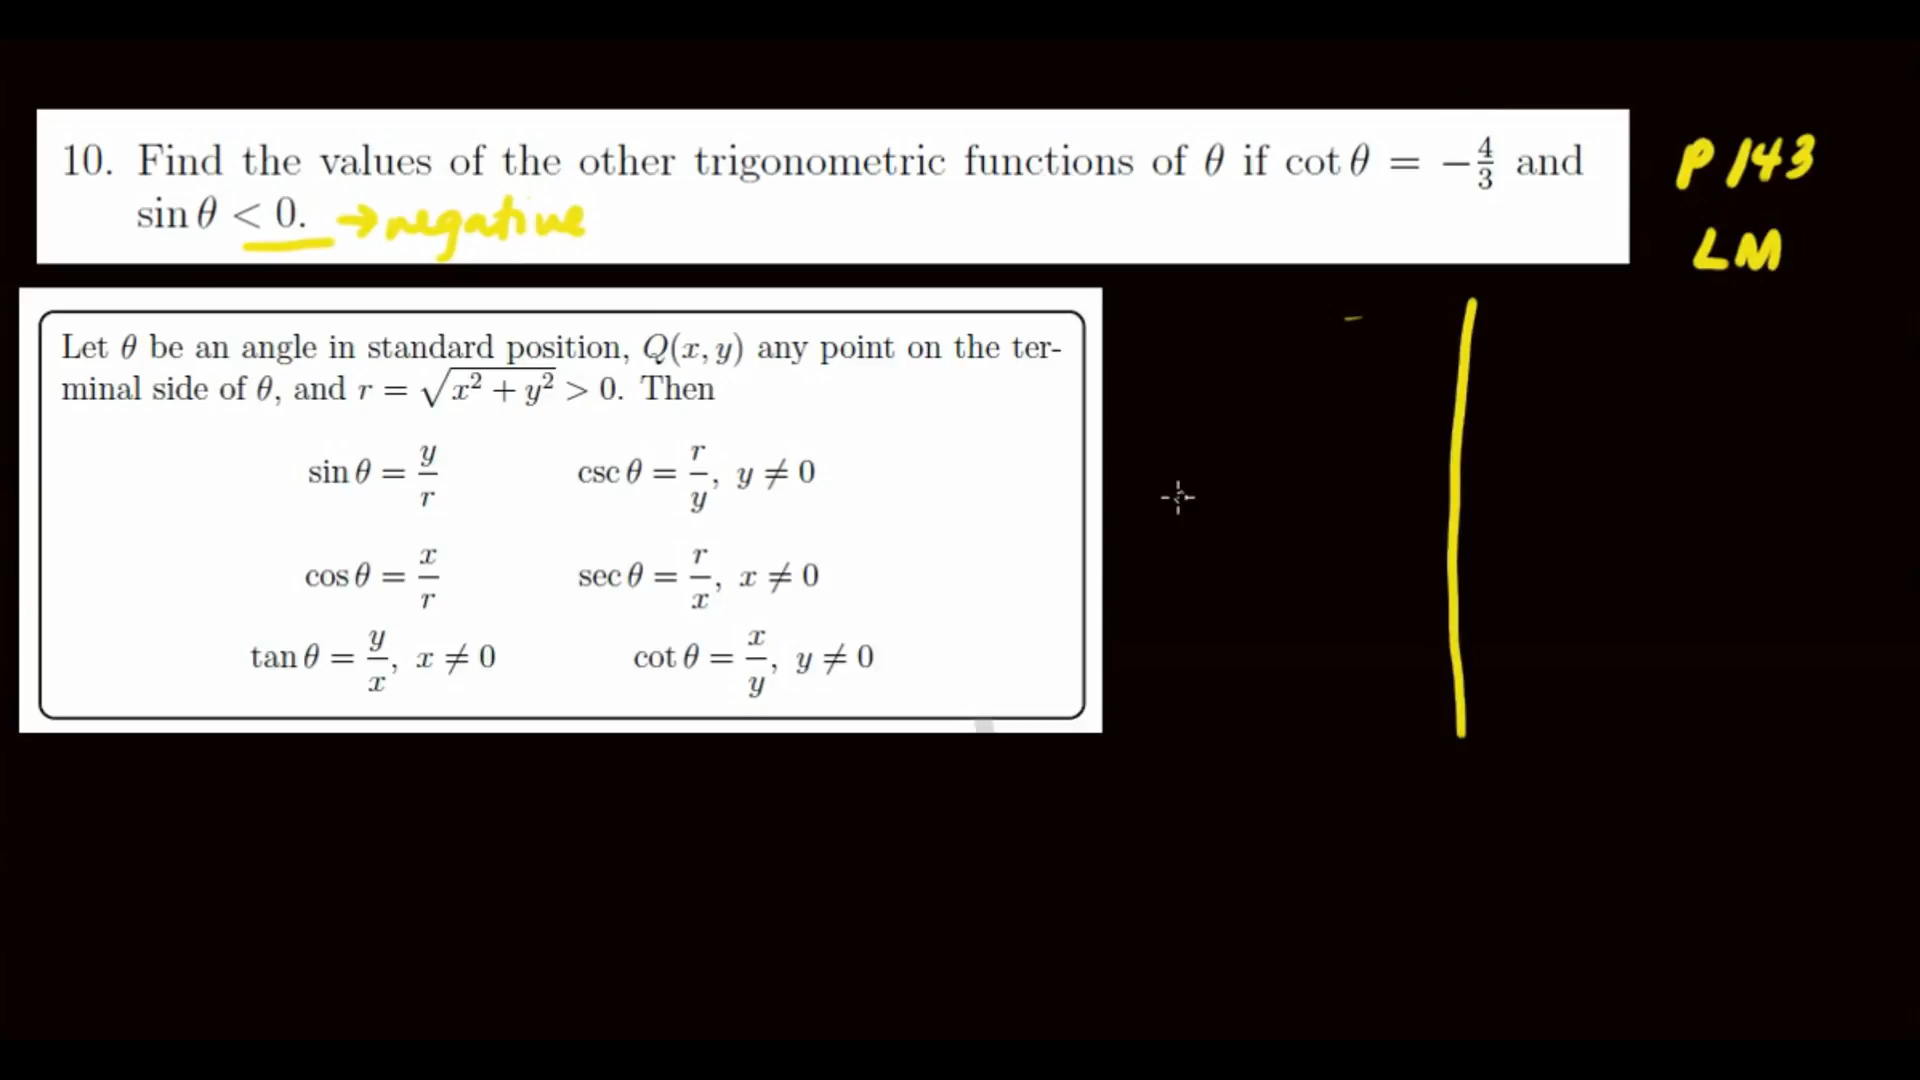 10. Find the values of the other trigonometric functions of θ if cot θ = −4/3 and
sin θ < 0. → negative
P 143
LM
Let θ be an angle in standard position, Q(x, y) any point on the ter-
minal side of θ, and r = √(x² + y²) > 0. Then
sin θ = y/r    csc θ = r/y, y ≠ 0
cos θ = x/r    sec θ = r/x, x ≠ 0
tan θ = y/x, x ≠ 0    cot θ = x/y, y ≠ 0